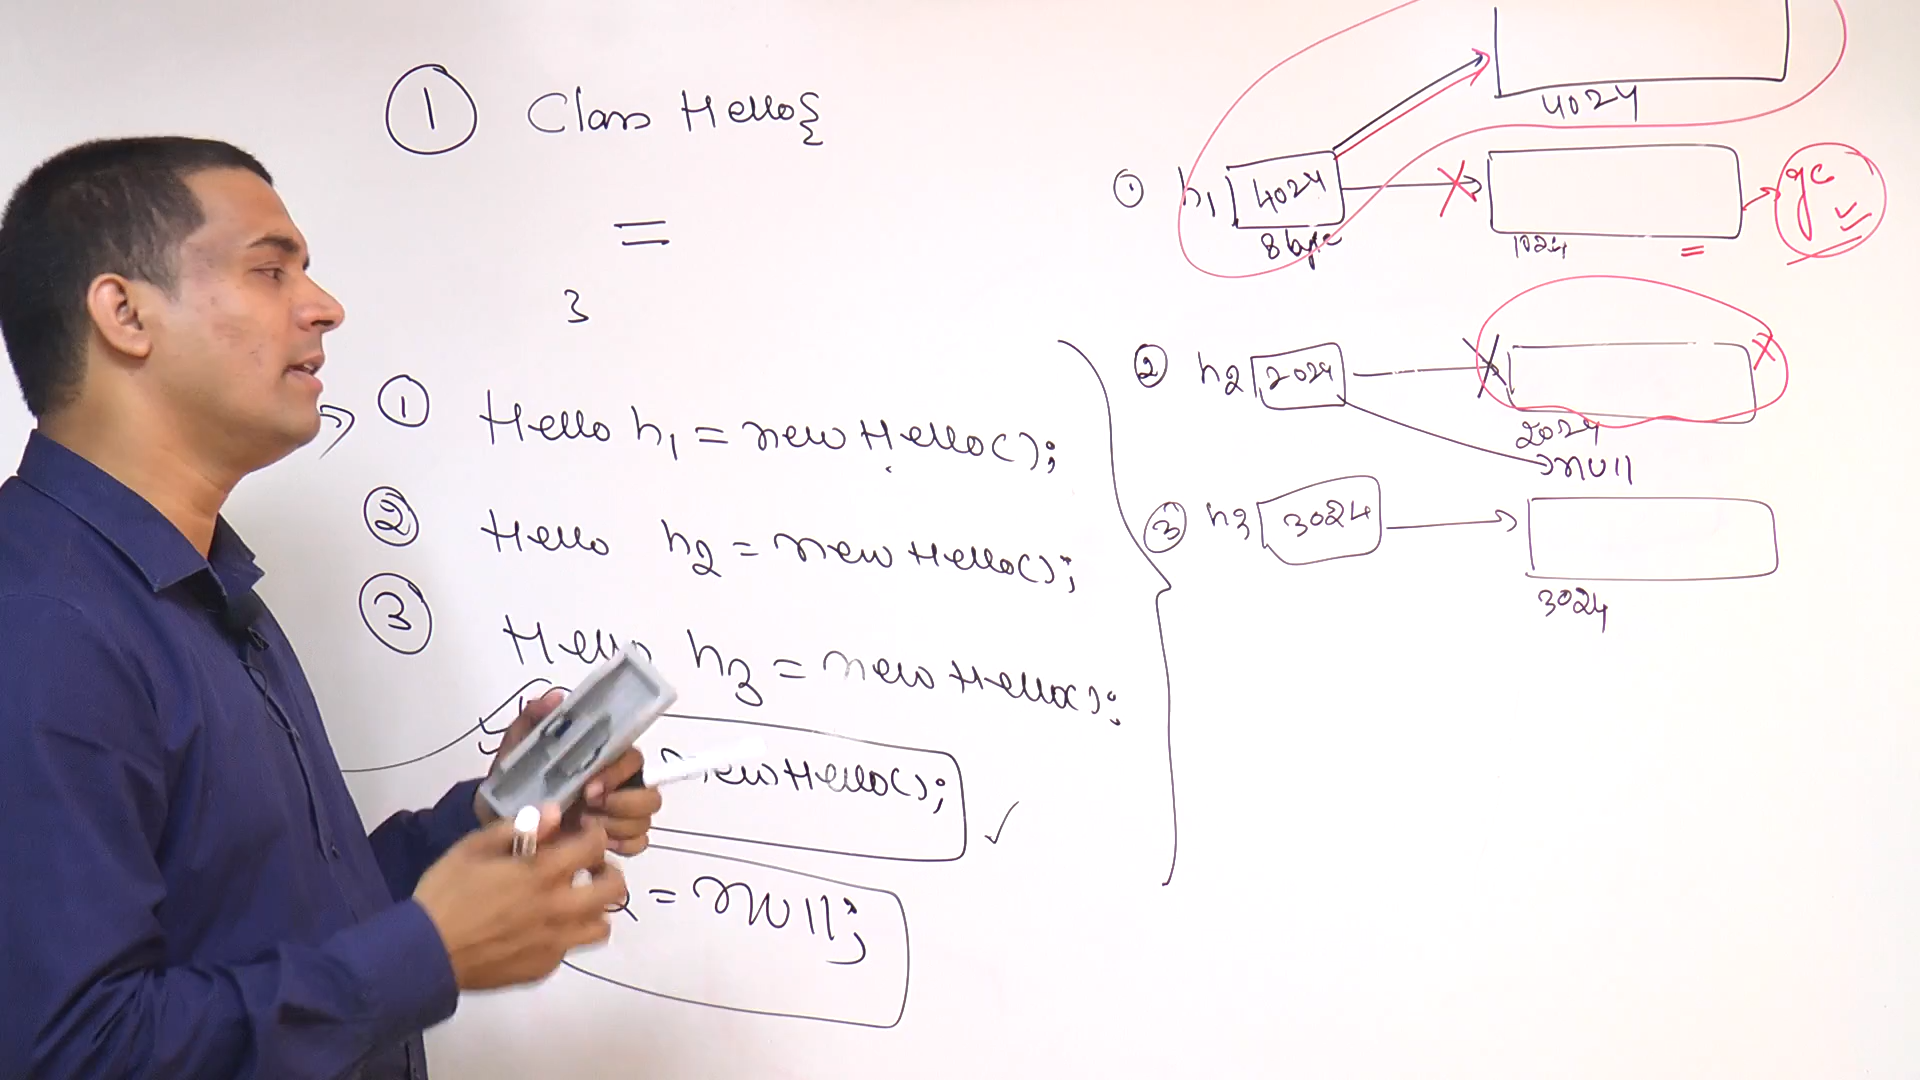 ① Class Hello{
=
}
① Hello h1 = new Hello();
② Hello h2 = new Hello();
③ Hello h3 = new Hello();
new Hello();
2 = null;
4024
① h1 4024
8 byte
1024
=
gc
② h2 2024
2024
null
③ h3 3024
3024